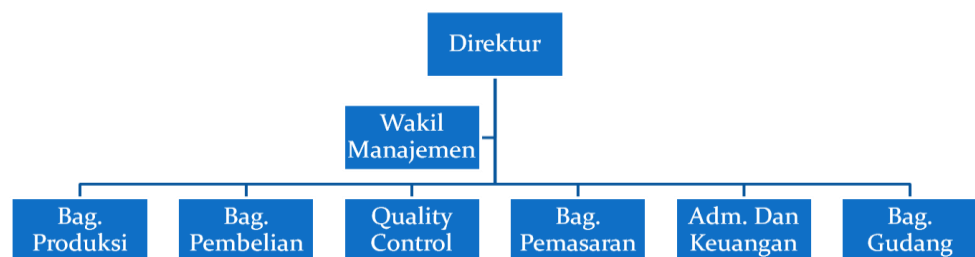 Direktur
Wakil
Manajemen
Bag.
Produksi
Bag.
Pembelian
Quality
Control
Bag.
Pemasaran
Adm. Dan
Keuangan
Bag.
Gudang